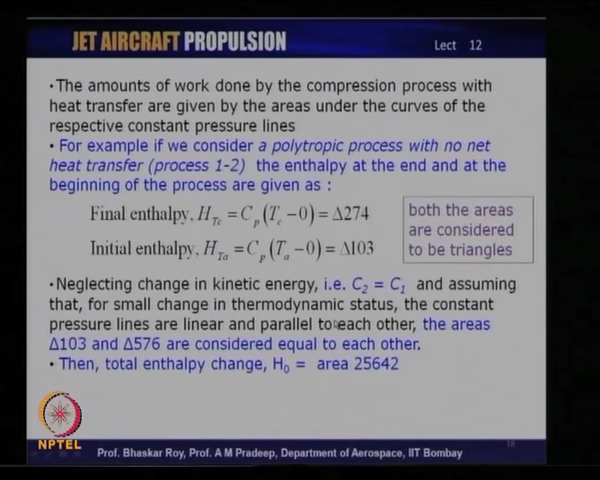 JET AIRCRAFT PROPULSION
Lect 12
•The amounts of work done by the compression process with
heat transfer are given by the areas under the curves of the
respective constant pressure lines
• For example if we consider a polytropic process with no net
heat transfer (process 1-2) the enthalpy at the end and at the
beginning of the process are given as :
Final enthalpy, H_Tc = C_p (T_c −0) = Δ274
Initial enthalpy, H_Ta = C_p (T_a −0) = Δ103
both the areas
are considered
to be triangles
•Neglecting change in kinetic energy, i.e. C₂ = C₁ and assuming
that, for small change in thermodynamic status, the constant
pressure lines are linear and parallel to each other, the areas
Δ103 and Δ576 are considered equal to each other.
• Then, total enthalpy change, H₀ = area 25642
NPTEL
Prof. Bhaskar Roy, Prof. A M Pradeep, Department of Aerospace, IIT Bombay
18